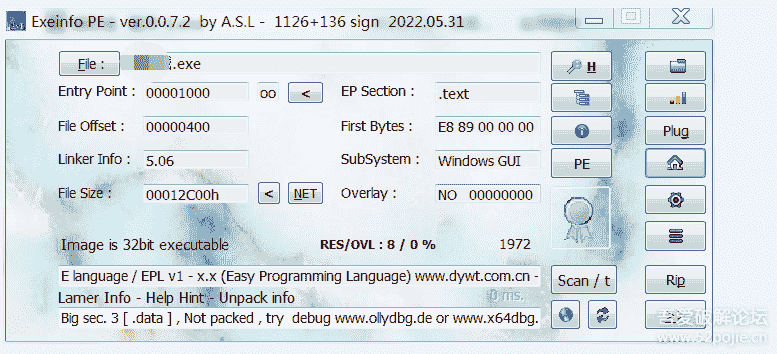 Exeinfo PE - ver.0.0.7.2 by A.S.L - 1126+136 sign 2022.05.31
File : .exe H
Entry Point : 00001000 oo < EP Section : .text
File Offset : 00000400 First Bytes : E8 89 00 00 00 Plug
Linker Info : 5.06 SubSystem : Windows GUI PE
File Size : 00012C00h < NET Overlay : NO 00000000
Image is 32bit executable RES/OVL : 8 / 0 % 1972
E language / EPL v1 - x.x (Easy Programming Language) www.dywt.com.cn - Scan / t Rip
Lamer Info - Help Hint - Unpack info 0 ms.
Big sec. 3 [ .data ] , Not packed , try debug www.ollydbg.de or www.x64dbg.
吾爱破解论坛
www.52pojie.cn